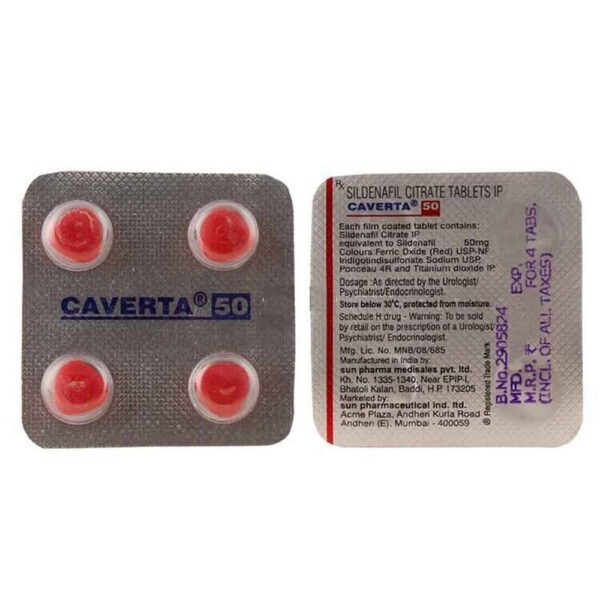 CAVERTA® 50
Rx SILDENAFIL CITRATE TABLETS IP
CAVERTA® 50
Each film coated tablet contains:
Sildenafil Citrate IP
equivalent to Sildenafil 50mg
Colours:Ferric Oxide (Red) USP-NF.
Indigotindisulfonate Sodium USP,
Ponceau 4R and Titanium dioxide IP
Dosage :As directed by the Urologist/
Psychiatrist/Endocrinologist.
Store below 30°C, protected from moisture.
Schedule H drug - Warning: To be sold
by retail on the prescription of a Urologist/
Psychiatrist/ Endocrinologist.
Mfg. Lic. No. MNB/08/685
Manufactured in India by:
sun pharma medisales pvt. ltd.
Kh. No. 1335-1340, Near EPIP-I,
Bhatoli Kalan, Baddi, H.P. 173205
Marketed by:
sun pharmaceutical Ind. ltd.
Acme Plaza, Andheri Kurla Road
Andheri (E). Mumbai - 400059
® Registered Trade Mark
B.No.2905824 EXP.
MFD.
M.R.P. ₹ FOR 4 TABS.
(INCL. OF ALL TAXES)